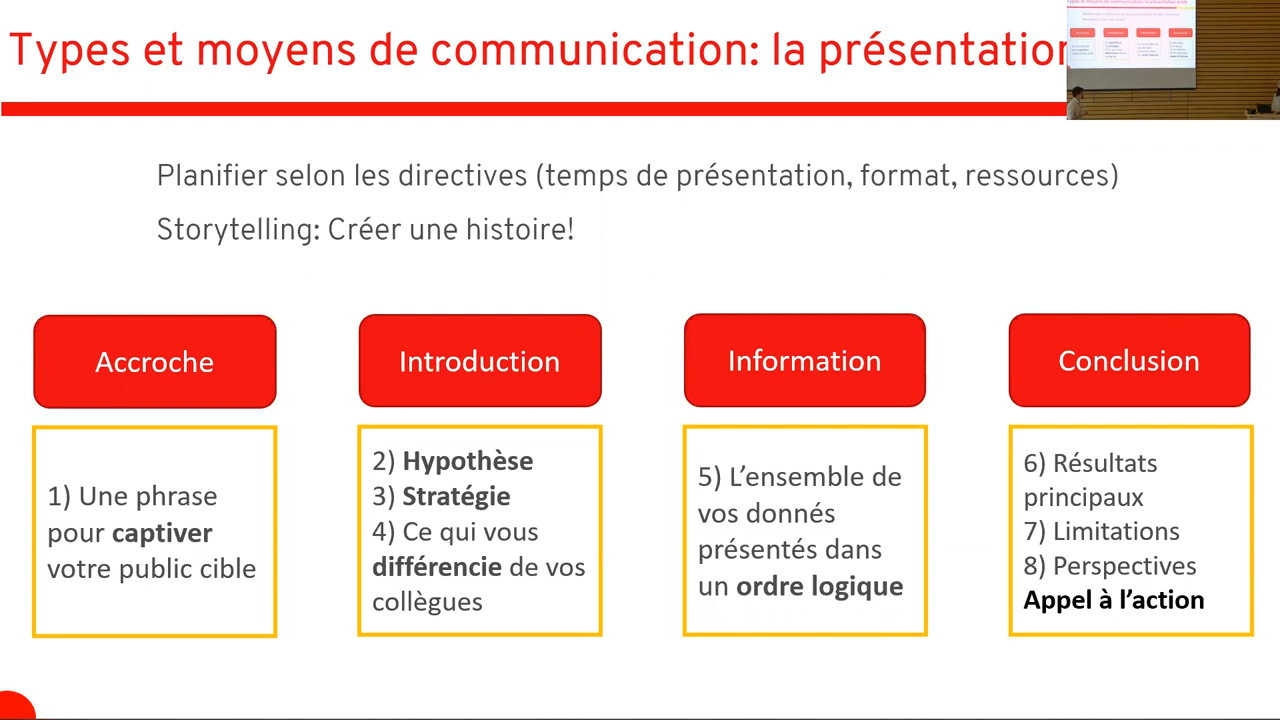 Types et moyens de communication: la présentation
Planifier selon les directives (temps de présentation, format, ressources)
Storytelling: Créer une histoire!
Accroche
1) Une phrase
pour captiver
votre public cible
Introduction
2) Hypothèse
3) Stratégie
4) Ce qui vous
différencie de vos
collègues
Information
5) L’ensemble de
vos donnés
présentés dans
un ordre logique
Conclusion
6) Résultats
principaux
7) Limitations
8) Perspectives
Appel à l’action